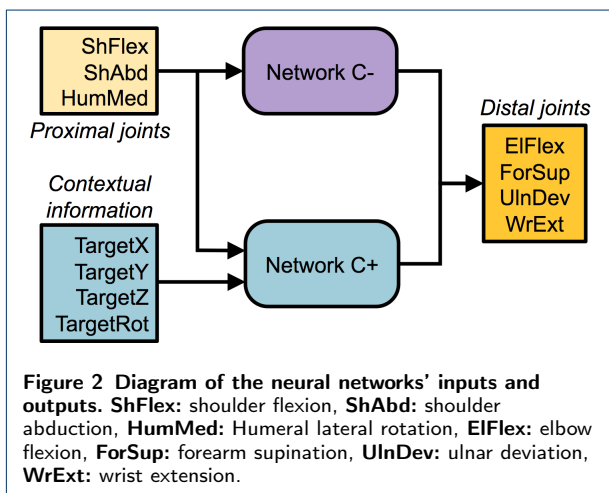 ShFlex
ShAbd
HumMed
Proximal joints
Network C-
Distal joints
ElFlex
ForSup
UlnDev
WrExt
Contextual
information
TargetX
TargetY
TargetZ
TargetRot
Network C+
Figure 2 Diagram of the neural networks' inputs and
outputs. ShFlex: shoulder flexion, ShAbd: shoulder
abduction, HumMed: Humeral lateral rotation, ElFlex: elbow
flexion, ForSup: forearm supination, UlnDev: ulnar deviation,
WrExt: wrist extension.